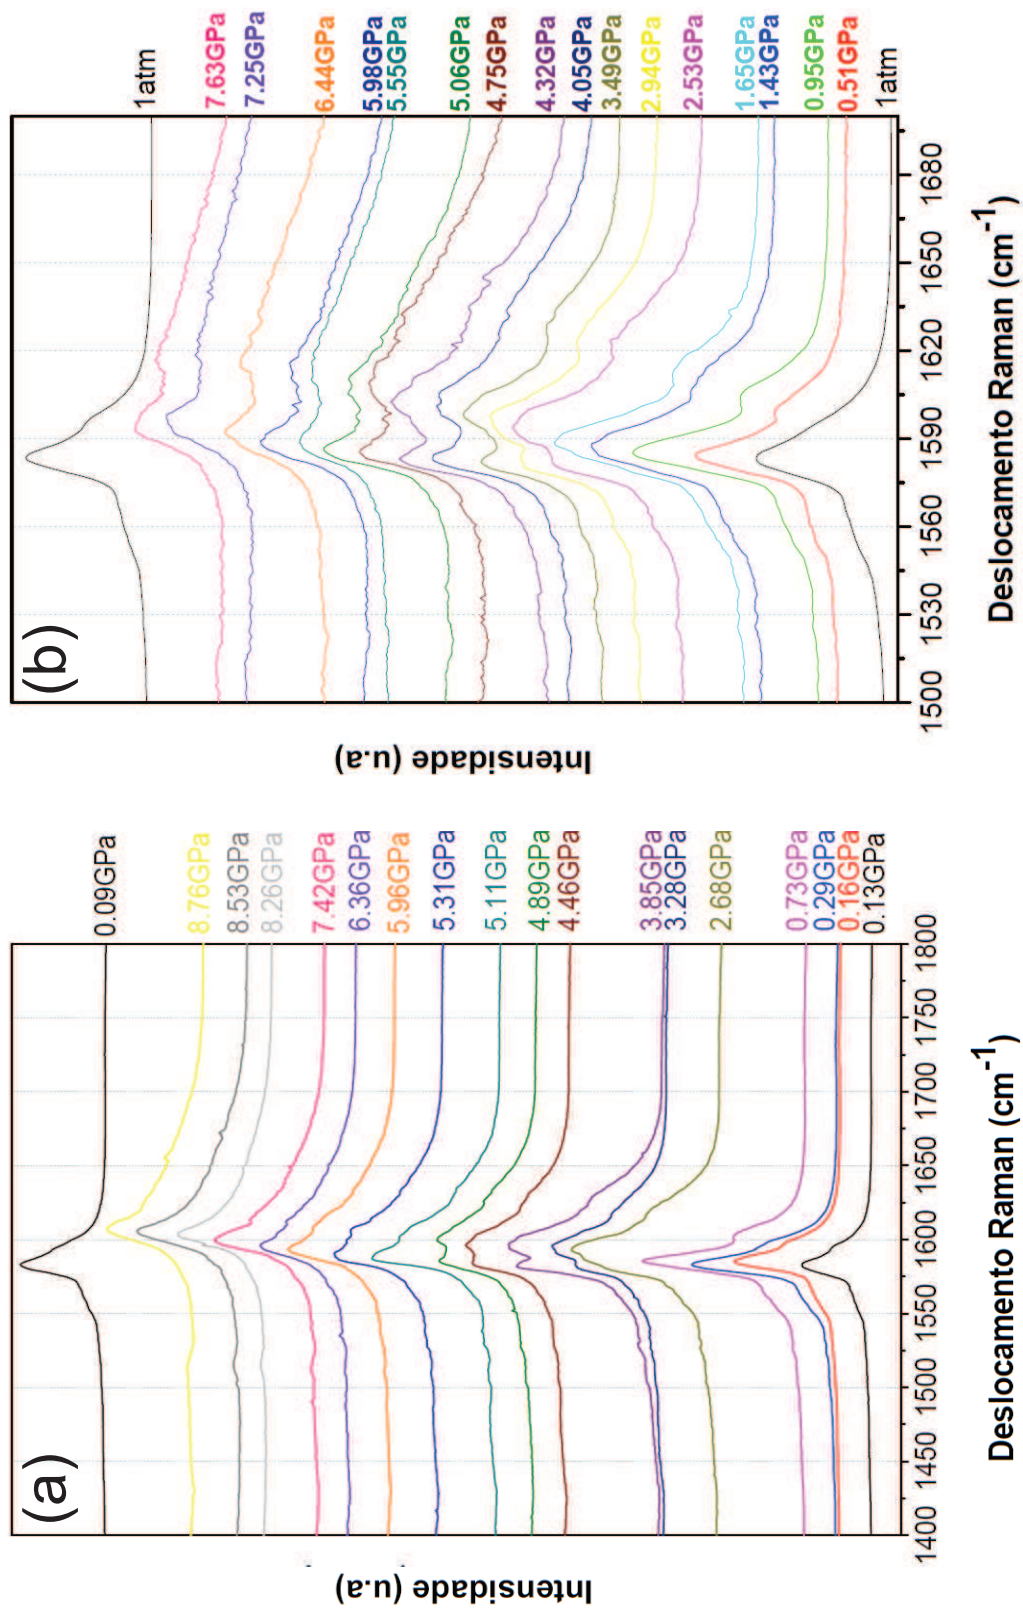 (a)
Intensidade (u.a)
0.09GPa
8.76GPa
8.53GPa
8.26GPa
7.42GPa
6.36GPa
5.96GPa
5.31GPa
5.11GPa
4.89GPa
4.46GPa
3.85GPa
3.28GPa
2.68GPa
0.73GPa
0.29GPa
0.16GPa
0.13GPa
1400 1450 1500 1550 1600 1650 1700 1750 1800
Deslocamento Raman (cm⁻¹)
(b)
Intensidade (u.a)
1atm
7.63GPa
7.25GPa
6.44GPa
5.98GPa
5.55GPa
5.06GPa
4.75GPa
4.32GPa
4.05GPa
3.49GPa
2.94GPa
2.53GPa
1.65GPa
1.43GPa
0.95GPa
0.51GPa
1atm
1500 1530 1560 1590 1620 1650 1680
Deslocamento Raman (cm⁻¹)